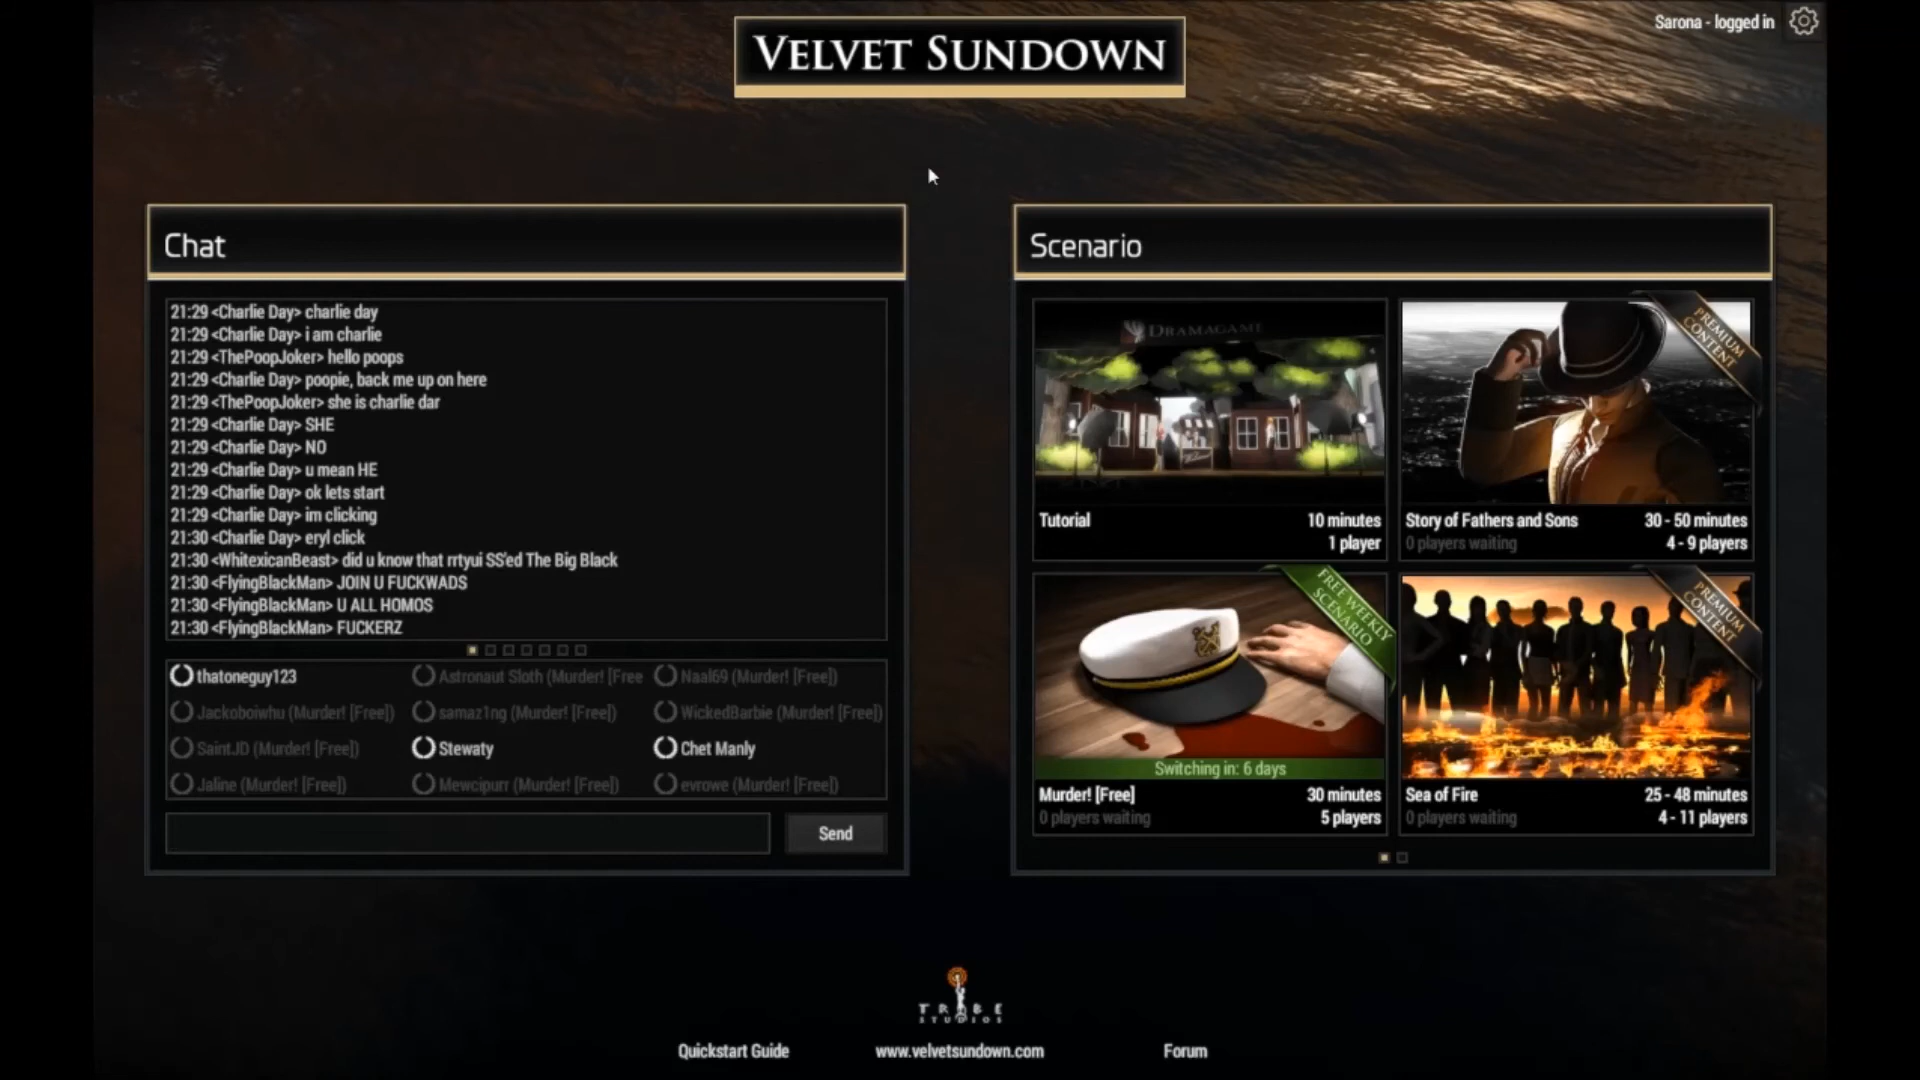 VELVET SUNDOWN
Sarona - logged in
Chat
21:29 <Charlie Day> charlie day
21:29 <Charlie Day> i am charlie
21:29 <ThePoopJoker> hello poops
21:29 <Charlie Day> poopie, back me up on here
21:29 <ThePoopJoker> she is charlie dar
21:29 <Charlie Day> SHE
21:29 <Charlie Day> NO
21:29 <Charlie Day> u mean HE
21:29 <Charlie Day> ok lets start
21:29 <Charlie Day> im clicking
21:30 <Charlie Day> eryl click
21:30 <WhitexicanBeast> did u know that rrtyui SS'ed The Big Black
21:30 <FlyingBlackMan> JOIN U FUCKWADS
21:30 <FlyingBlackMan> U ALL HOMOS
21:30 <FlyingBlackMan> FUCKERZ
thatoneguy123 Astronaut Sloth (Murder! [Free Naal69 (Murder! [Free])
Jackoboiwhu (Murder! [Free]) samaz1ng (Murder! [Free]) WickedBarbie (Murder! [Free])
SaintJD (Murder! [Free]) Stewaty Chet Manly
Jaline (Murder! [Free]) Mewcipurr (Murder! [Free]) evrowe (Murder! [Free])
Send
Scenario
DRAMAGAME
Tutorial 10 minutes
1 player
PREMIUM
CONTENT
Story of Fathers and Sons 30 - 50 minutes
0 players waiting 4 - 9 players
FREE WEEKLY
SCENARIO
Switching in: 6 days
Murder! [Free] 30 minutes
0 players waiting 5 players
PREMIUM
CONTENT
Sea of Fire 25 - 48 minutes
0 players waiting 4 - 11 players
TRIBE
STUDIOS
Quickstart Guide www.velvetsundown.com Forum